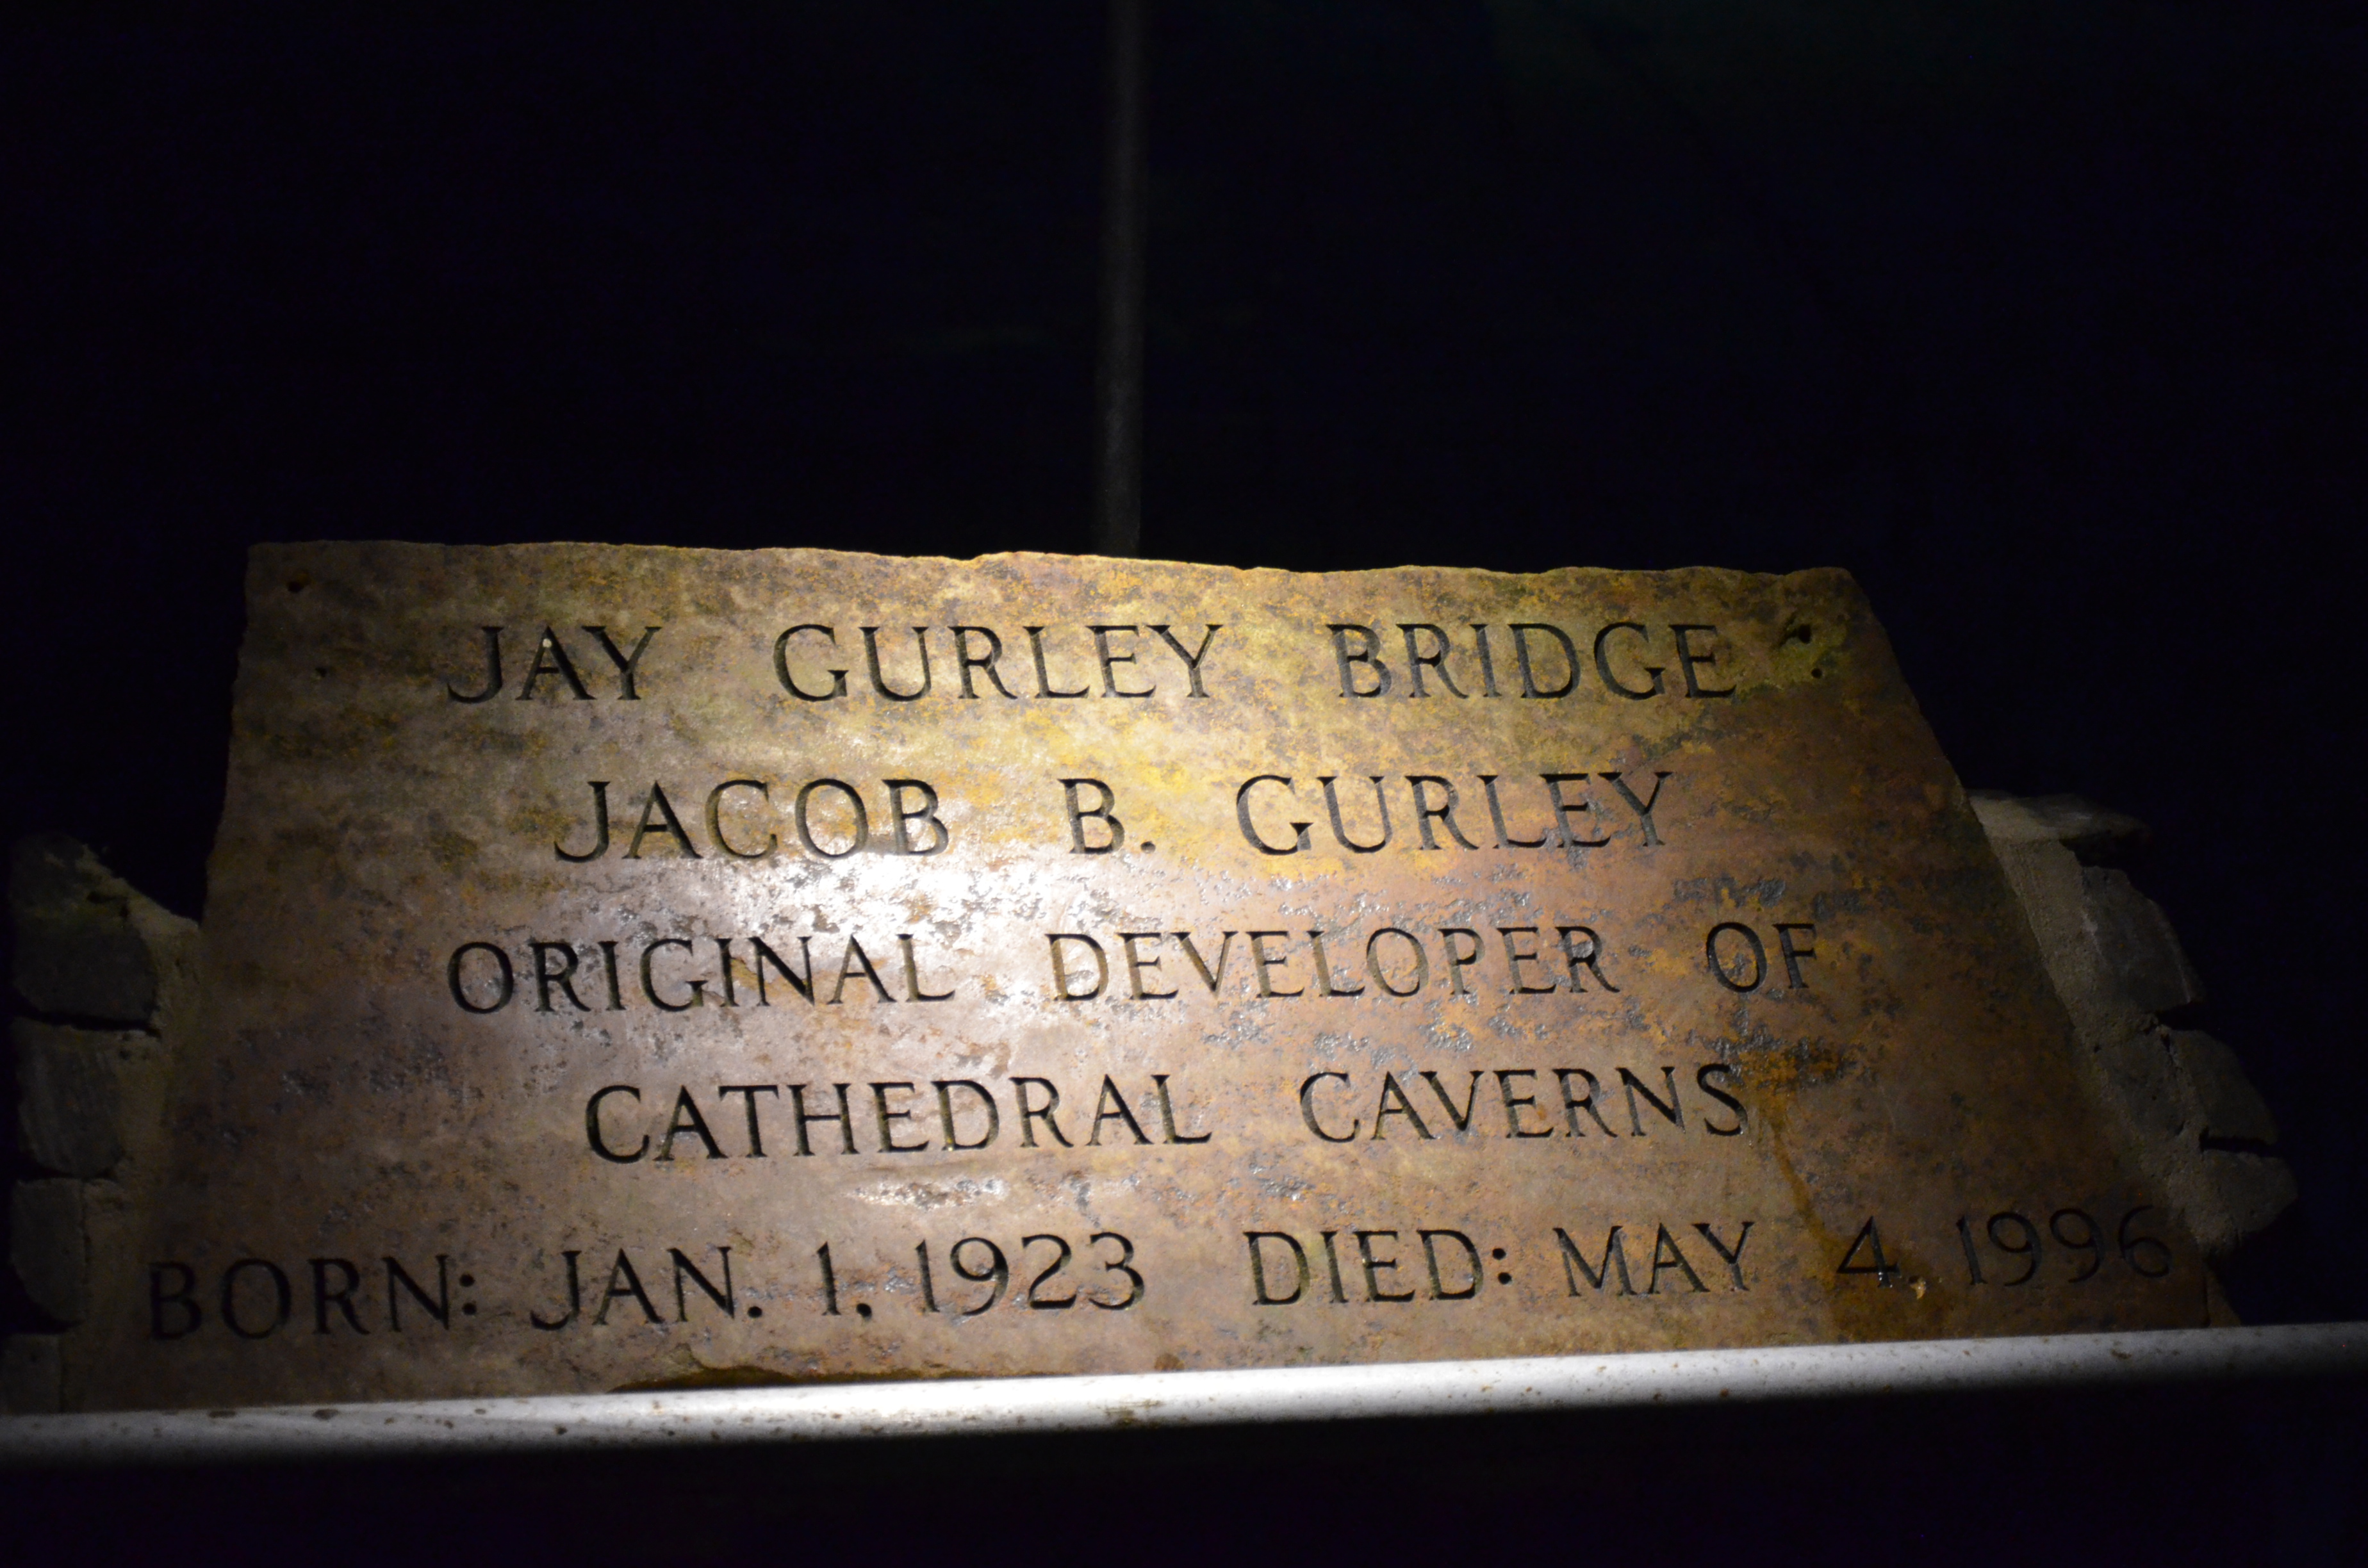 JAY GURLEY BRIDGE
JACOB B. GURLEY
ORIGINAL DEVELOPER OF
CATHEDRAL CAVERNS
BORN: JAN. 1, 1923 DIED: MAY 4, 1996